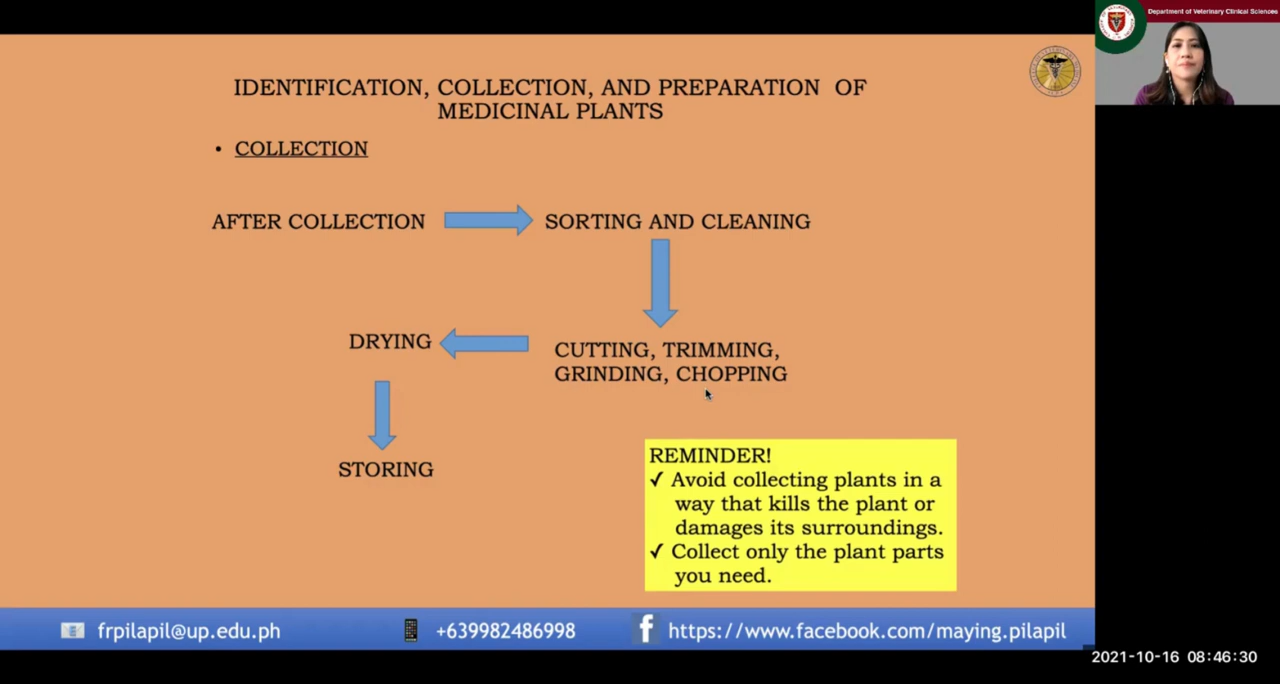 Department of Veterinary Clinical Sciences
IDENTIFICATION, COLLECTION, AND PREPARATION OF
MEDICINAL PLANTS
• COLLECTION
AFTER COLLECTION
SORTING AND CLEANING
DRYING
CUTTING, TRIMMING,
GRINDING, CHOPPING
STORING
REMINDER!
✓ Avoid collecting plants in a
way that kills the plant or
damages its surroundings.
✓ Collect only the plant parts
you need.
frpilapil@up.edu.ph
+639982486998
https://www.facebook.com/maying.pilapil
2021-10-16 08:46:30